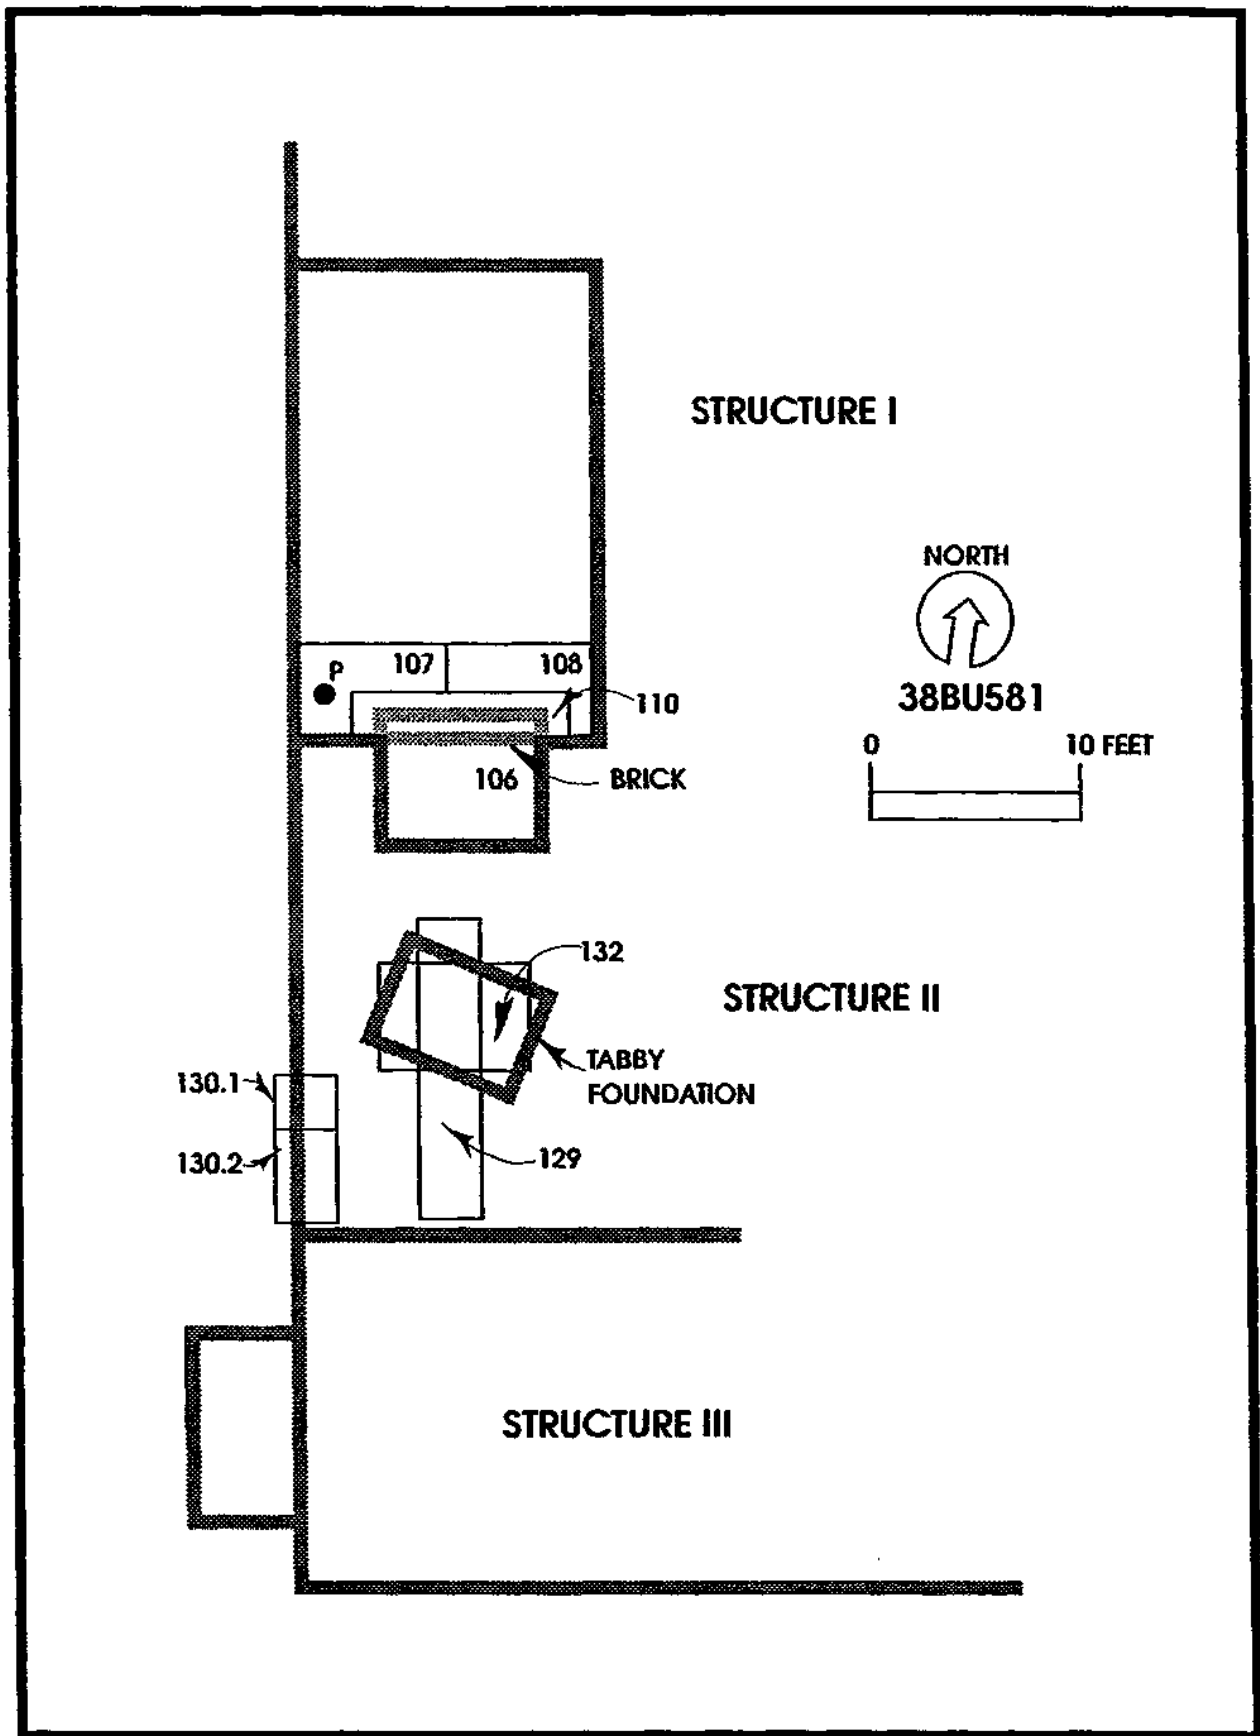 STRUCTURE I
NORTH
38BU581
0 10 FEET
P
107
108
110
106
BRICK
132
STRUCTURE II
TABBY
FOUNDATION
130.1
130.2
129
STRUCTURE III